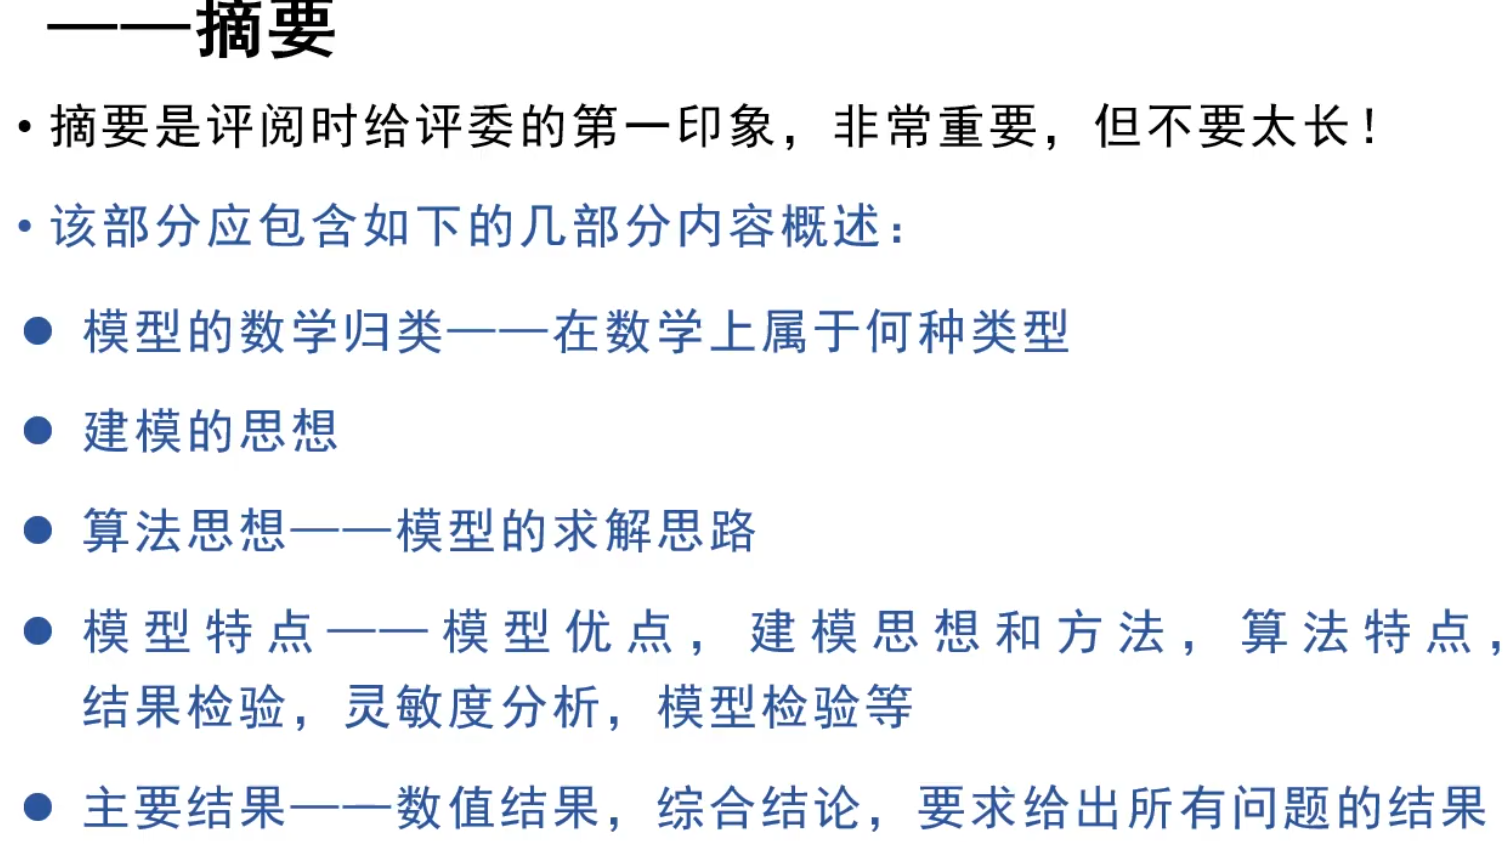 ——摘要
• 摘要是评阅时给评委的第一印象，非常重要，但不要太长！
• 该部分应包含如下的几部分内容概述：
● 模型的数学归类——在数学上属于何种类型
● 建模的思想
● 算法思想——模型的求解思路
● 模型特点——模型优点，建模思想和方法，算法特点，
结果检验，灵敏度分析，模型检验等
● 主要结果——数值结果，综合结论，要求给出所有问题的结果